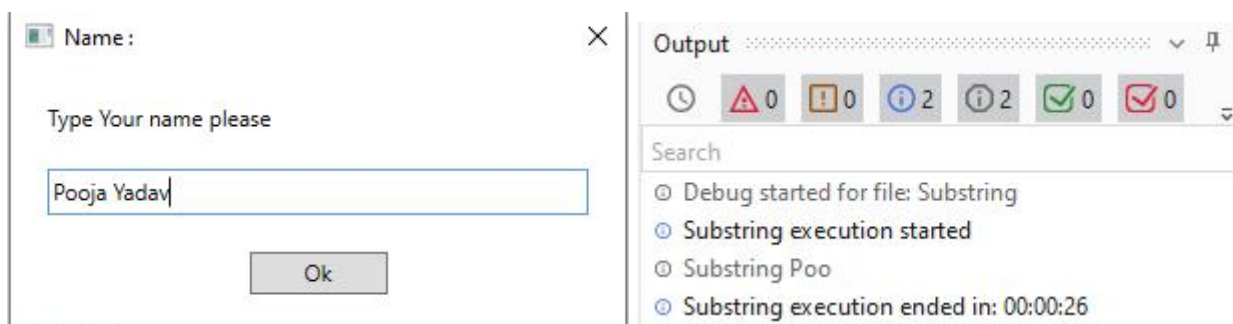 Name :
Type Your name please
Pooja Yadav
Ok
Output
0 0 2 2 0 0
Search
Debug started for file: Substring
Substring execution started
Substring Poo
Substring execution ended in: 00:00:26